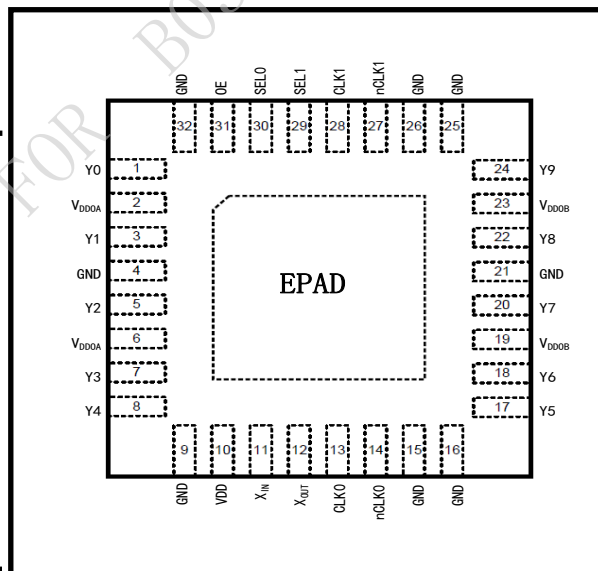 FOR BOS
GND OE SEL0 SEL1 CLK1 nCLK1 GND GND
32 31 30 29 28 27 26 25
Y0 1 24 Y9
VDDOA 2 23 VDDOB
Y1 3 22 Y8
GND 4 21 GND
EPAD
Y2 5 20 Y7
VDDOA 6 19 VDDOB
Y3 7 18 Y6
Y4 8 17 Y5
9 10 11 12 13 14 15 16
GND VDD XIN XOUT CLK0 nCLK0 GND GND